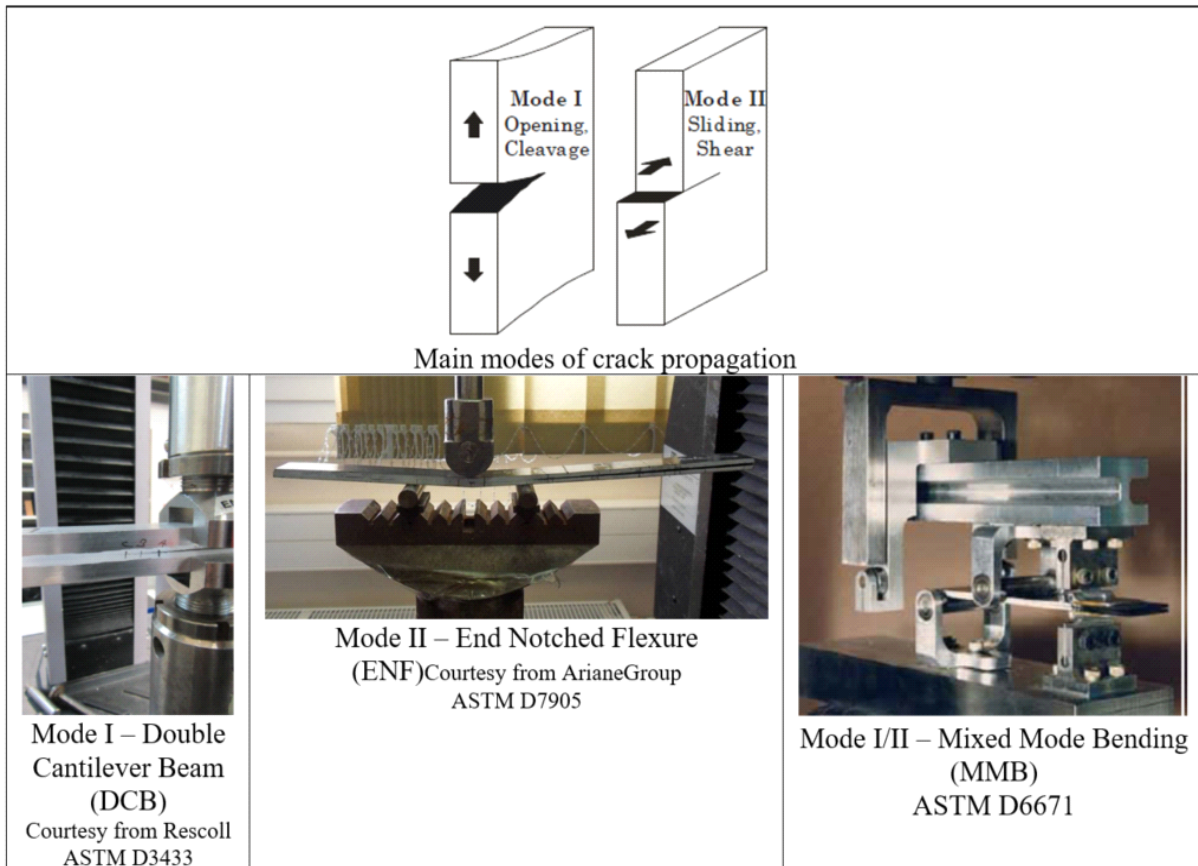 Mode I
Opening,
Cleavage
Mode II
Sliding,
Shear
Main modes of crack propagation
Mode I – Double
Cantilever Beam
(DCB)
Courtesy from Rescoll
ASTM D3433
Mode II – End Notched Flexure
(ENF)Courtesy from ArianeGroup
ASTM D7905
Mode I/II – Mixed Mode Bending
(MMB)
ASTM D6671